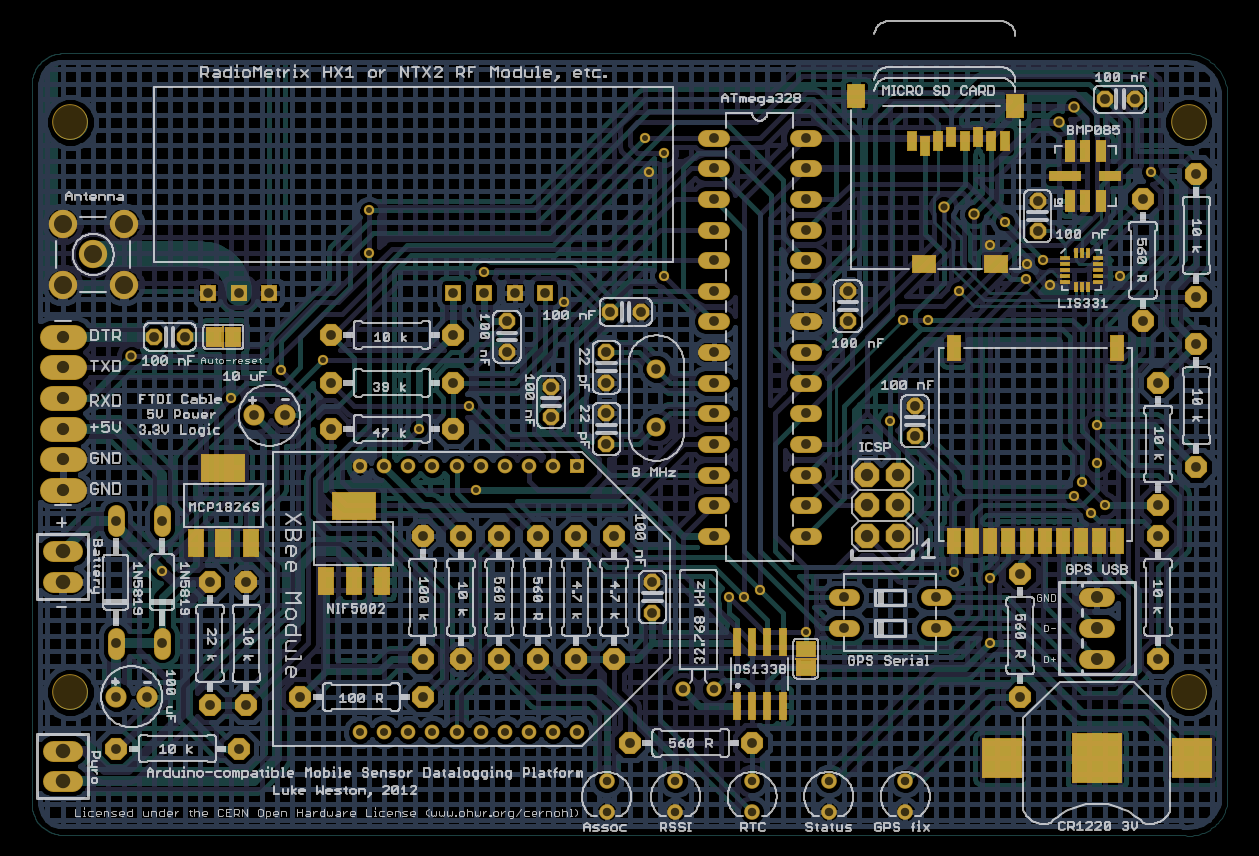 RadioMetrix HX1 or NTX2 RF Module, etc.
ATmega328
MICRO SD CARD
100 nF
BMP085
Antenna
100 nF
10 k
560 R
LIS331
DTR
TXD
RXD
+5V
GND
GND
100 nF
Auto-reset
10 uF
+ -
FTDI Cable
5V Power
3.3V Logic
10 k
39 k
47 k
100 nF
100 nF
100 nF
22 pF
22 pF
8 MHz
100 nF
100 nF
ICSP
1
10 k
10 k
MCP1826S
+
Battery
-
1N5819
1N5819
XBee Module
NIF5002
22 k
10 k
100 k
10 k
560 R
560 R
4.7 k
4.7 k
100 nF
32.768 kHz
DS1338
GPS Serial
560 R
GPS USB
GND
D-
D+
10 k
+ -
100 uF
100 R
10 k
Pyro
560 R
Arduino-compatible Mobile Sensor Datalogging Platform
Luke Weston, 2012
Licensed under the CERN Open Hardware License (www.ohwr.org/cernohl)
Assoc
RSSI
RTC
Status
GPS fix
CR1220 3V